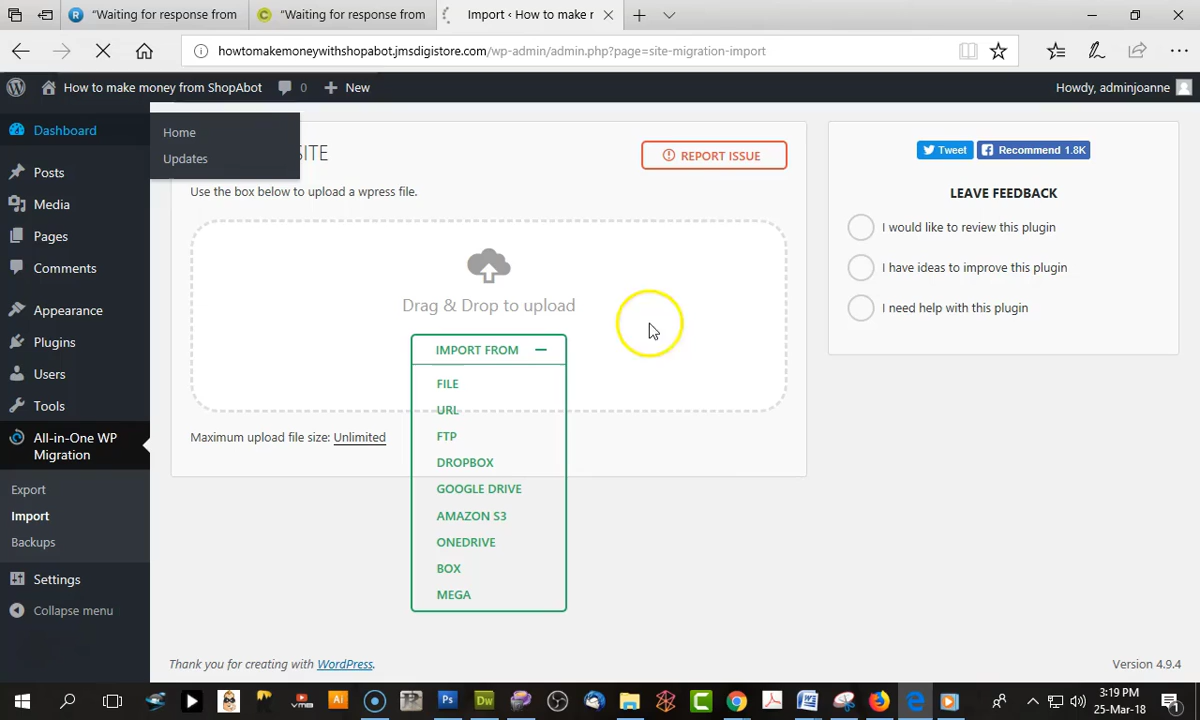 "Waiting for response from
"Waiting for response from
Import ‹ How to make r
howtomakemoneywithshopabot.jmsdigistore.com/wp-admin/admin.php?page=site-migration-import
How to make money from ShopAbot
0
New
Howdy, adminjoanne
Dashboard
Home
Updates
Posts
Media
Pages
Comments
Appearance
Plugins
Users
Tools
All-in-One WP
Migration
Export
Import
Backups
Settings
Collapse menu
SITE
REPORT ISSUE
Use the box below to upload a wpress file.
Drag & Drop to upload
IMPORT FROM
FILE
URL
FTP
DROPBOX
GOOGLE DRIVE
AMAZON S3
ONEDRIVE
BOX
MEGA
Maximum upload file size: Unlimited
Tweet
Recommend 1.8K
LEAVE FEEDBACK
I would like to review this plugin
I have ideas to improve this plugin
I need help with this plugin
Thank you for creating with WordPress.
Version 4.9.4
3:19 PM
25-Mar-18